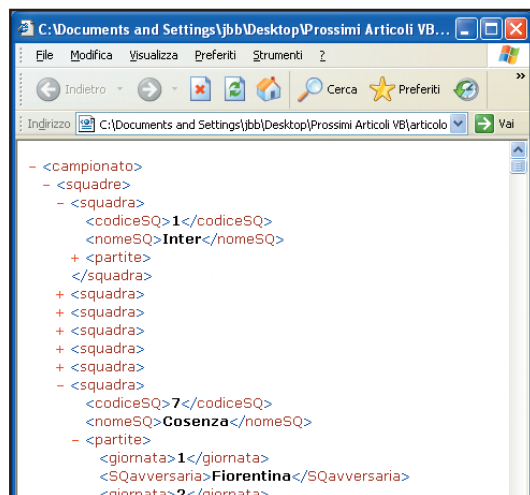 C:\Documents and Settings\jbb\Desktop\Prossimi Articoli VB...
File Modifica Visualizza Preferiti Strumenti ?
Indietro Cerca Preferiti »
Indirizzo C:\Documents and Settings\jbb\Desktop\Prossimi Articoli VB\articolo Vai
- <campionato>
- <squadre>
- <squadra>
<codiceSQ>1</codiceSQ>
<nomeSQ>Inter</nomeSQ>
+ <partite>
</squadra>
+ <squadra>
+ <squadra>
+ <squadra>
+ <squadra>
+ <squadra>
- <squadra>
<codiceSQ>7</codiceSQ>
<nomeSQ>Cosenza</nomeSQ>
- <partite>
<giornata>1</giornata>
<SQavversaria>Fiorentina</SQavversaria>
<giornata>2</giornata>